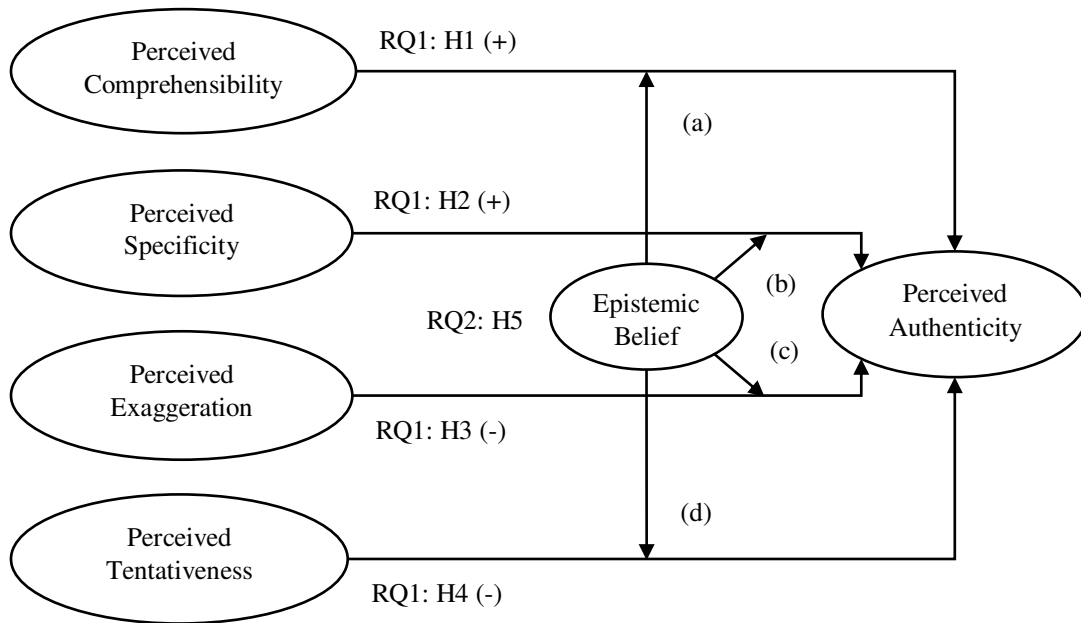 Perceived
Comprehensibility
RQ1: H1 (+)
(a)
Perceived
Specificity
RQ1: H2 (+)
(b)
RQ2: H5
Epistemic
Belief
(c)
Perceived
Authenticity
Perceived
Exaggeration
RQ1: H3 (-)
(d)
Perceived
Tentativeness
RQ1: H4 (-)